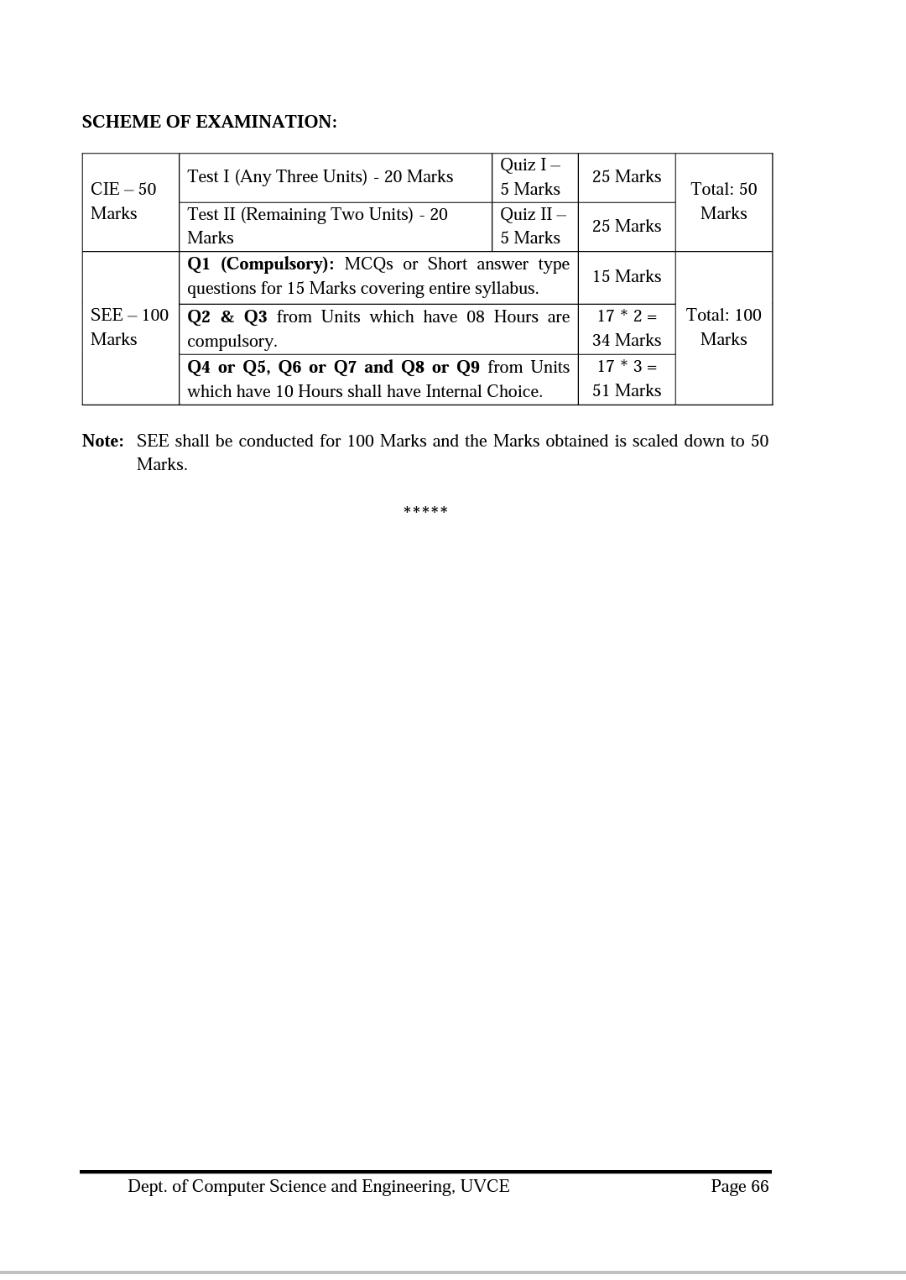 SCHEME OF EXAMINATION:
CIE – 50
Marks
Test I (Any Three Units) - 20 Marks
Quiz I –
5 Marks
25 Marks
Total: 50
Marks
Test II (Remaining Two Units) - 20
Marks
Quiz II –
5 Marks
25 Marks
SEE – 100
Marks
Q1 (Compulsory): MCQs or Short answer type
questions for 15 Marks covering entire syllabus.
15 Marks
Total: 100
Marks
Q2 & Q3 from Units which have 08 Hours are
compulsory.
17 * 2 =
34 Marks
Q4 or Q5, Q6 or Q7 and Q8 or Q9 from Units
which have 10 Hours shall have Internal Choice.
17 * 3 =
51 Marks
Note: SEE shall be conducted for 100 Marks and the Marks obtained is scaled down to 50
Marks.
*****
Dept. of Computer Science and Engineering, UVCE Page 66